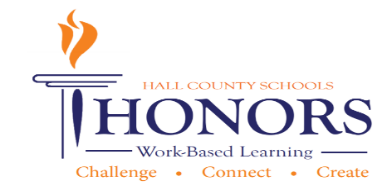 HALL COUNTY SCHOOLS
HONORS
Work-Based Learning
Challenge • Connect • Create